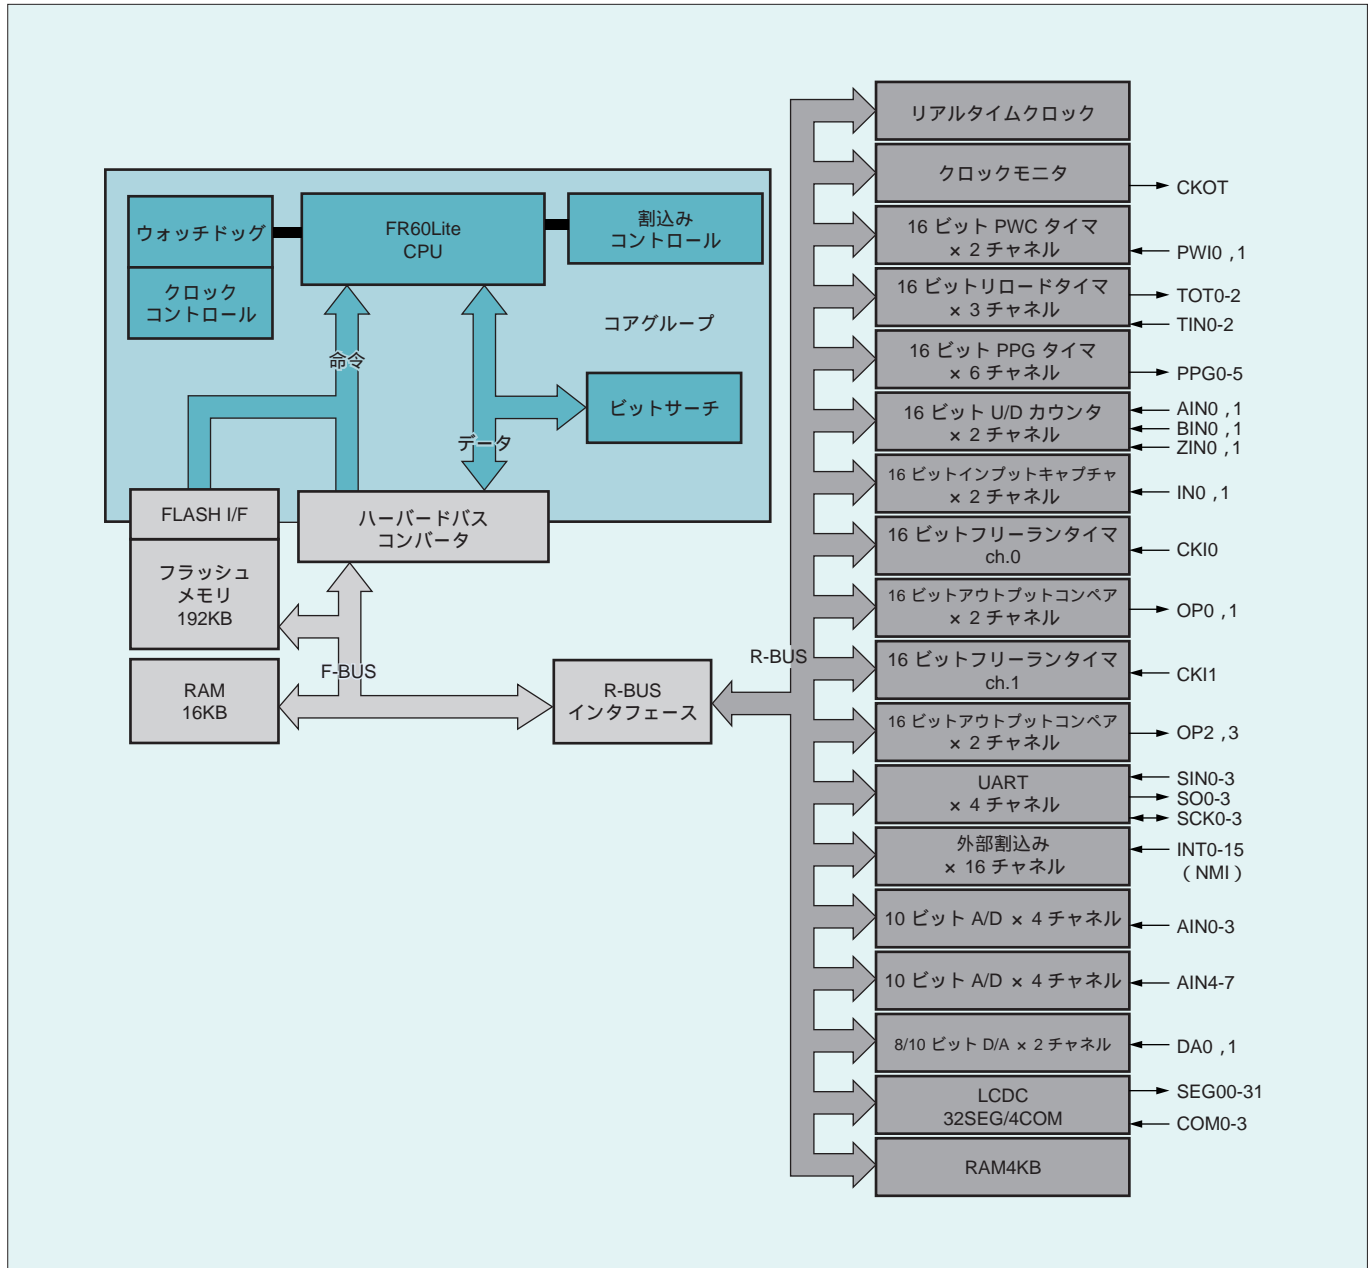 ウォッチドッグ
クロック
コントロール
FR60Lite
CPU
割込み
コントロール
コアグループ
命令
データ
ビットサーチ
FLASH I/F
フラッシュ
メモリ
192KB
ハーバードバス
コンバータ
RAM
16KB
F-BUS
R-BUS
インタフェース
R-BUS
リアルタイムクロック
クロックモニタ
CKOT
16 ビット PWC タイマ
× 2 チャネル
PWI0 , 1
16 ビットリロードタイマ
× 3 チャネル
TOT0-2
TIN0-2
16 ビット PPG タイマ
× 6 チャネル
PPG0-5
16 ビット U/D カウンタ
× 2 チャネル
AIN0 , 1
BIN0 , 1
ZIN0 , 1
16 ビットインプットキャプチャ
× 2 チャネル
IN0 , 1
16 ビットフリーランタイマ
ch.0
CKI0
16 ビットアウトプットコンペア
× 2 チャネル
OP0 , 1
16 ビットフリーランタイマ
ch.1
CKI1
16 ビットアウトプットコンペア
× 2 チャネル
OP2 , 3
UART
× 4 チャネル
SIN0-3
SO0-3
SCK0-3
外部割込み
× 16 チャネル
INT0-15
( NMI )
10 ビット A/D × 4 チャネル
AIN0-3
10 ビット A/D × 4 チャネル
AIN4-7
8/10 ビット D/A × 2 チャネル
DA0 , 1
LCDC
32SEG/4COM
SEG00-31
COM0-3
RAM4KB